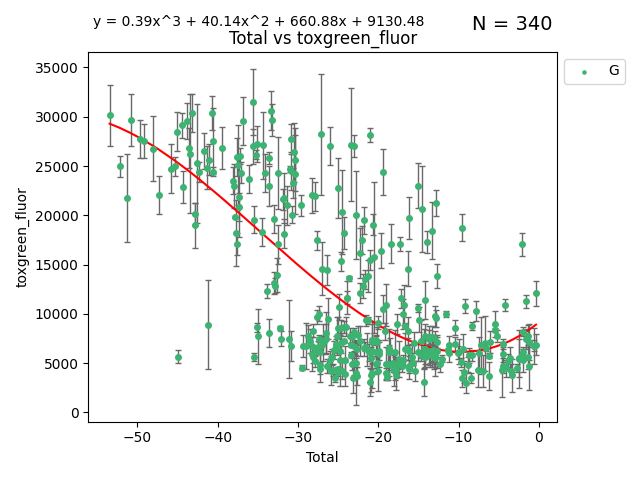 y = 0.39x^3 + 40.14x^2 + 660.88x + 9130.48
N = 340
Total vs toxgreen_fluor
G
35000
30000
25000
20000
15000
10000
5000
0
toxgreen_fluor
−50 −40 −30 −20 −10 0
Total